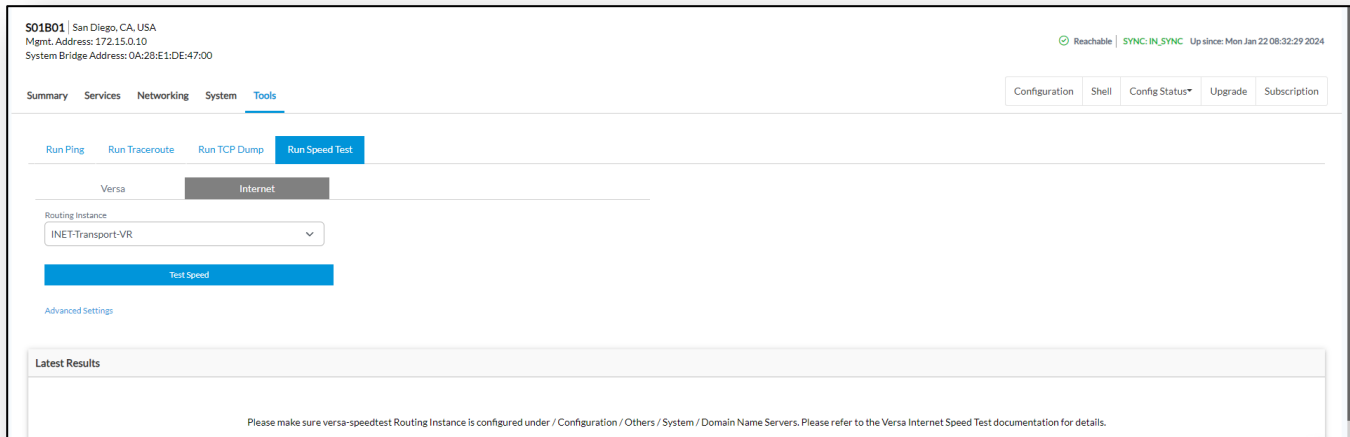 S01B01 | San Diego, CA, USA
Mgmt. Address: 172.15.0.10
System Bridge Address: 0A:28:E1:DE:47:00
Reachable | SYNC: IN_SYNC Up since: Mon Jan 22 08:32:29 2024
Summary Services Networking System Tools
Configuration Shell Config Status Upgrade Subscription
Run Ping Run Traceroute Run TCP Dump Run Speed Test
Versa Internet
Routing Instance
INET-Transport-VR
Test Speed
Advanced Settings
Latest Results
Please make sure versa-speedtest Routing Instance is configured under / Configuration / Others / System / Domain Name Servers. Please refer to the Versa Internet Speed Test documentation for details.